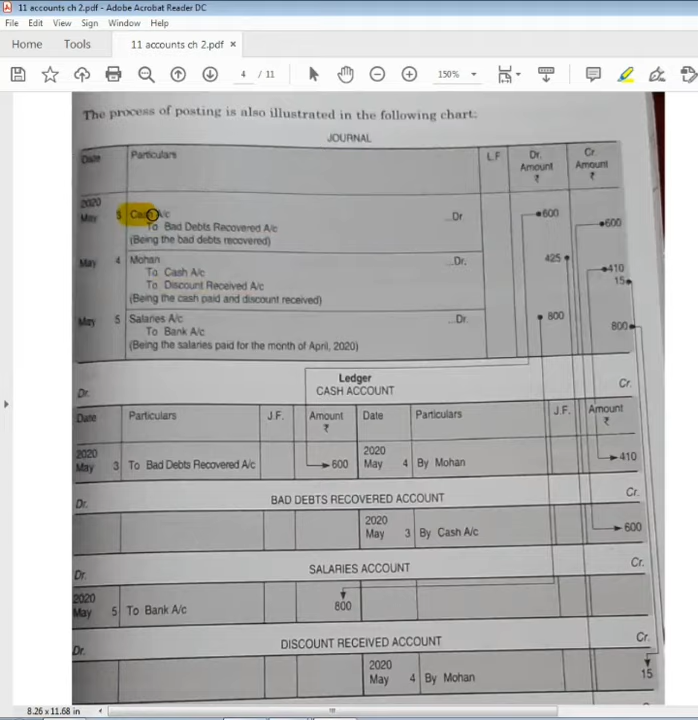 11 accounts ch 2.pdf - Adobe Acrobat Reader DC
File Edit View Sign Window Help
Home Tools 11 accounts ch 2.pdf ×
4 / 11 150%
The process of posting is also illustrated in the following chart:
JOURNAL
Date Particulars L.F Dr. Amount ₹ Cr. Amount ₹
2020
May 3 Cash A/c ...Dr 600
To Bad Debts Recovered A/c 600
(Being the bad debts recovered)
May 4 Mohan ...Dr. 425
To Cash A/c 410
To Discount Received A/c 15
(Being the cash paid and discount received)
May 5 Salaries A/c ...Dr. 800
To Bank A/c 800
(Being the salaries paid for the month of April, 2020)
Ledger
Dr. CASH ACCOUNT Cr.
Date Particulars J.F. Amount ₹ Date Particulars J.F. Amount ₹
2020 2020
May 3 To Bad Debts Recovered A/c 600 May 4 By Mohan 410
Dr. BAD DEBTS RECOVERED ACCOUNT Cr.
2020
May 3 By Cash A/c 600
Dr. SALARIES ACCOUNT Cr.
2020
May 5 To Bank A/c 800
Dr. DISCOUNT RECEIVED ACCOUNT Cr.
2020
May 4 By Mohan 15
8.26 x 11.68 in